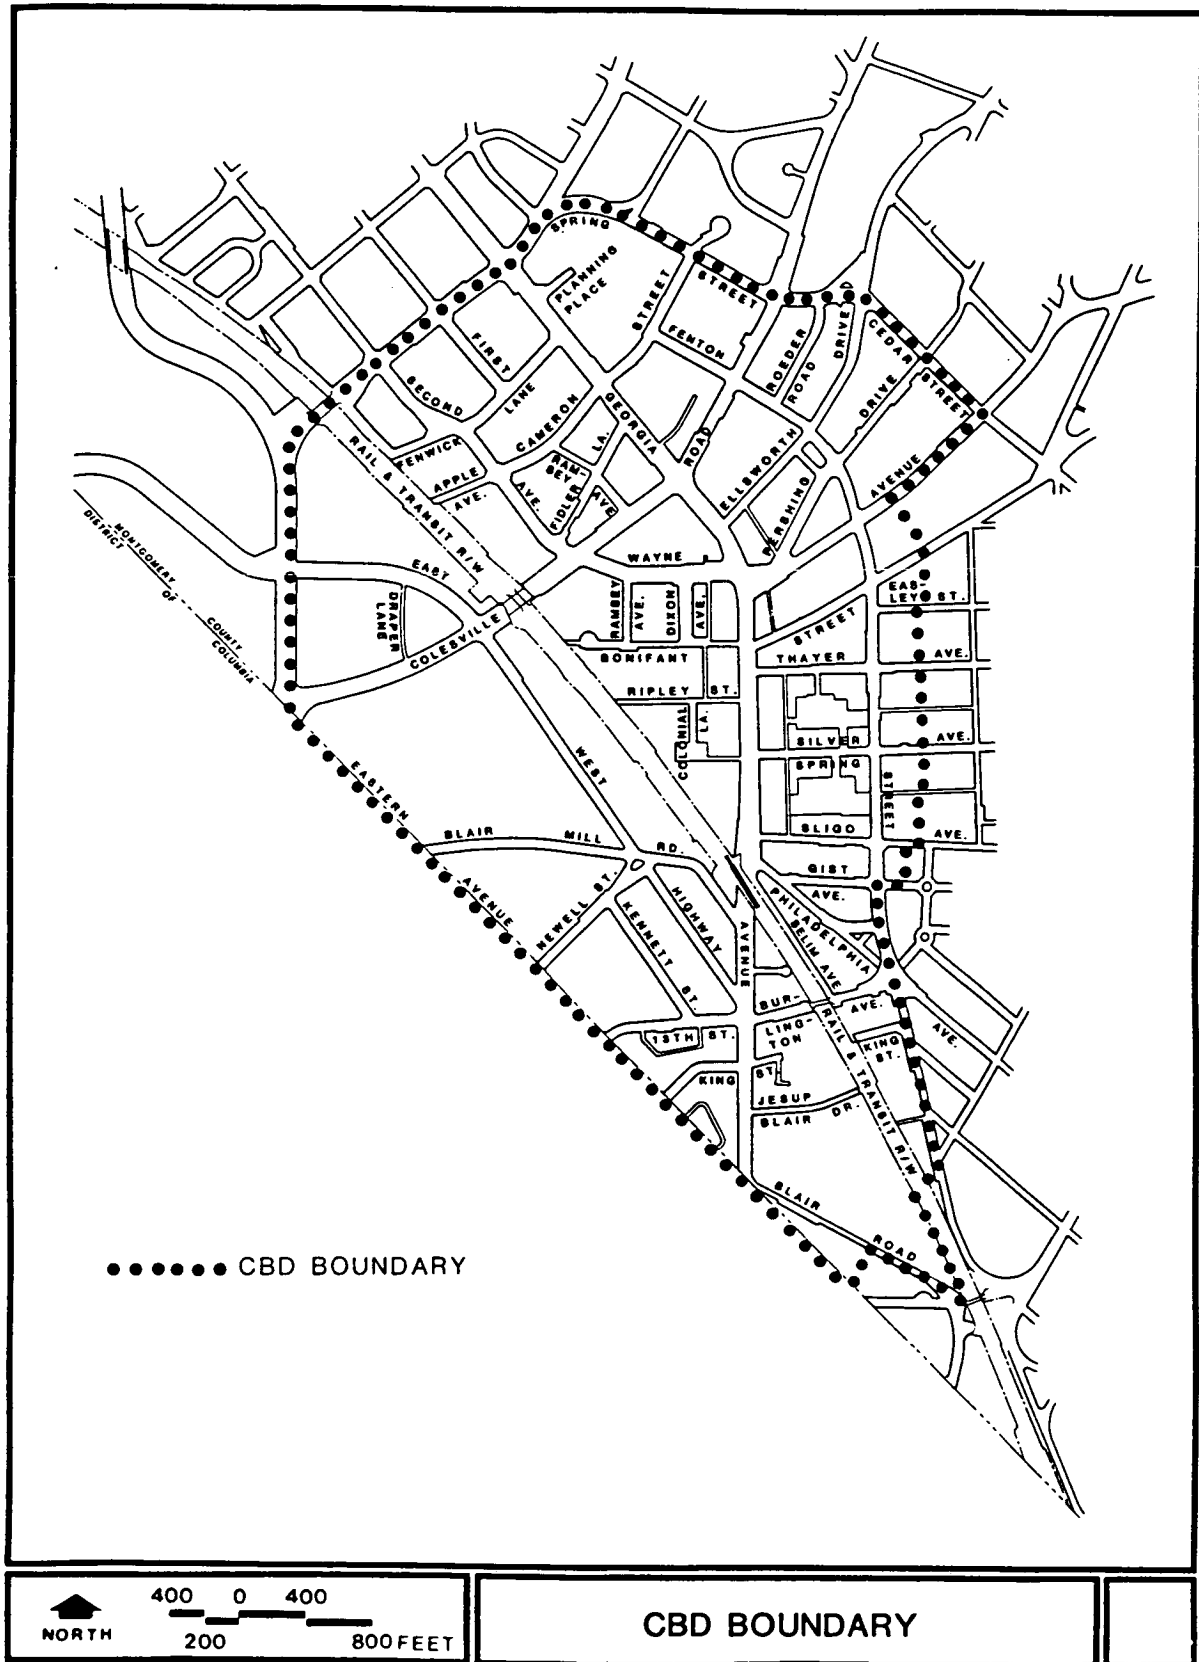 SPRING
PLANNING
PLACE
STREET
STREET
FENTON
ROEDER
ROAD
DRIVE
CEDAR
STREET
DRIVE
FIRST
SECOND
LANE
CAMERON
GEORGIA
ROAD
ELLSWORTH
PERSHING
AVENUE
FENWICK
APPLE
AVE.
RAM-
SEY
AVE.
FIDLER
LA.
AVE
RAIL & TRANSIT R/W
WAYNE
EAST
DRAPER
LANE
COLESVILLE
MONTGOMERY COUNTY
DISTRICT OF COLUMBIA
RAMSEY
AVE.
DIXON
AVE.
BONIFANT
STREET
EAS-
LEY ST.
THAYER
AVE.
RIPLEY ST.
COLONIAL
LA.
SILVER
SPRING
AVE.
STREET
WEST
EASTERN
AVENUE
BLAIR MILL RD.
SLIGO
AVE.
GIST
AVE.
NEWELL ST.
KENNETT
ST.
HIGHWAY
AVENUE
PHILADELPHIA
SELIM AVE
AVE.
BUR-
LING-
TON
AVE.
13TH ST.
KING
ST.
KING
ST.
JESUP
BLAIR DR.
RAIL & TRANSIT R/W
BLAIR
ROAD
CBD BOUNDARY
NORTH
400 0 400
200 800 FEET
CBD BOUNDARY